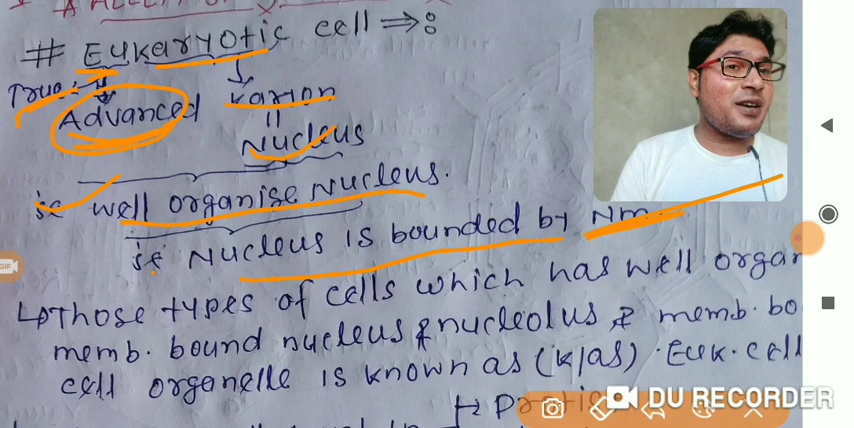 # Eukaryotic cell ⇒:
True Advanced karyon
=
Nucleus
ie well organise Nucleus.
ie Nucleus is bounded by Nm
↳ Those types of cells which has well organ
memb. bound nucleus & nucleolus & memb. bo
cell organelle is known as (k/as). Euk. cell
DU RECORDER
GIF